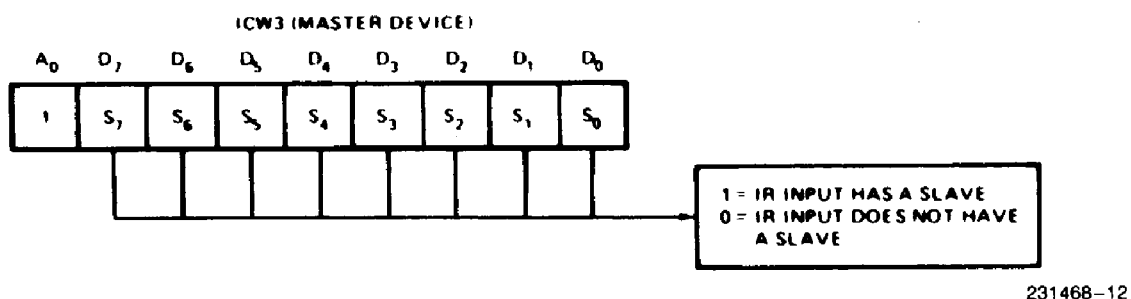 ICW3 (MASTER DEVICE)
A₀ D₇ D₆ D₅ D₄ D₃ D₂ D₁ D₀
1 S₇ S₆ S₅ S₄ S₃ S₂ S₁ S₀
1 = IR INPUT HAS A SLAVE
0 = IR INPUT DOES NOT HAVE
A SLAVE
231468–12